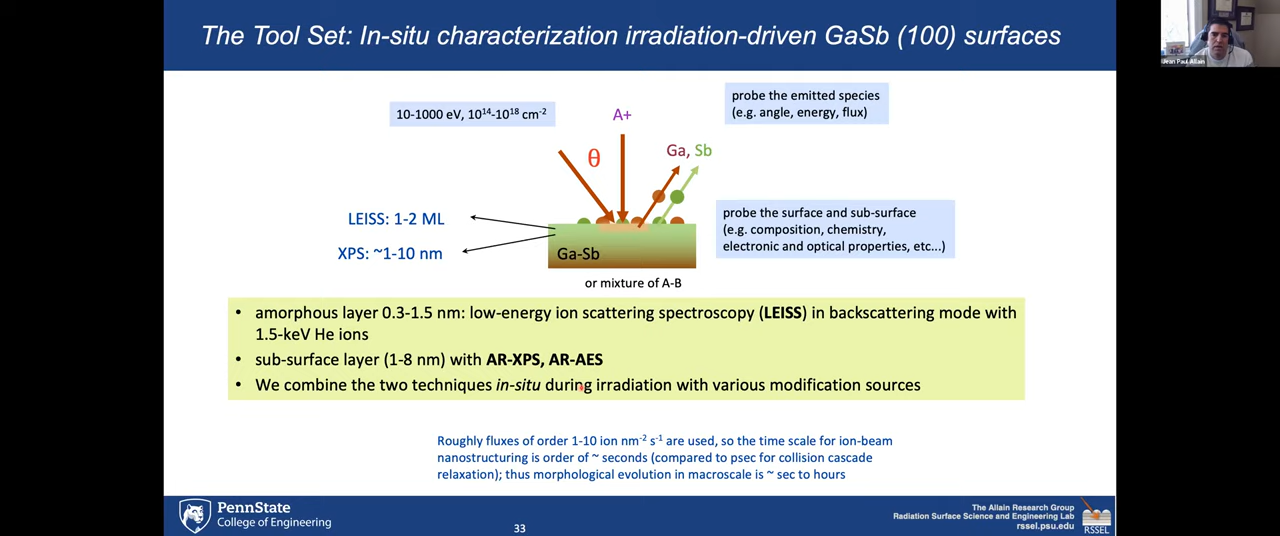 The Tool Set: In-situ characterization irradiation-driven GaSb (100) surfaces
Jean Paul Allain
10-1000 eV, 10¹⁴-10¹⁸ cm⁻²
A+
probe the emitted species
(e.g. angle, energy, flux)
θ
Ga, Sb
LEISS: 1-2 ML
XPS: ~1-10 nm
Ga-Sb
probe the surface and sub-surface
(e.g. composition, chemistry,
electronic and optical properties, etc...)
or mixture of A-B
• amorphous layer 0.3-1.5 nm: low-energy ion scattering spectroscopy (LEISS) in backscattering mode with
1.5-keV He ions
• sub-surface layer (1-8 nm) with AR-XPS, AR-AES
• We combine the two techniques in-situ during irradiation with various modification sources
Roughly fluxes of order 1-10 ion nm⁻² s⁻¹ are used, so the time scale for ion-beam
nanostructuring is order of ~ seconds (compared to psec for collision cascade
relaxation); thus morphological evolution in macroscale is ~ sec to hours
PennState
College of Engineering
33
The Allain Research Group
Radiation Surface Science and Engineering Lab
rssel.psu.edu
RSSEL